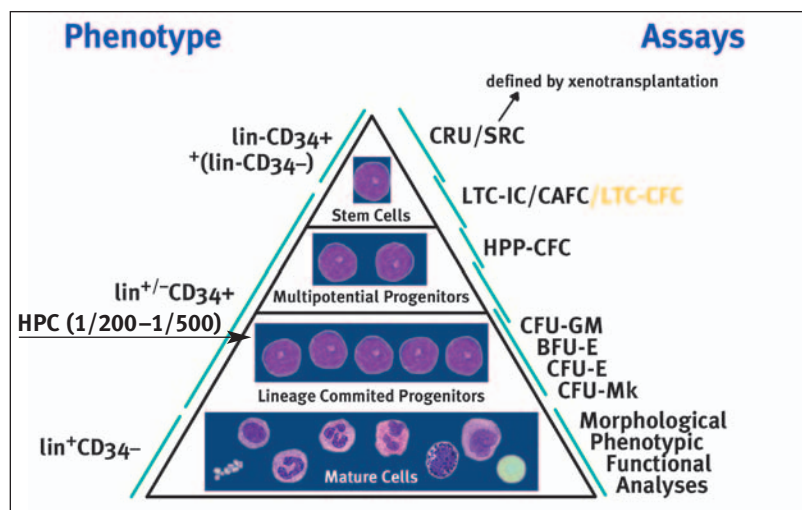 Phenotype
Assays
defined by xenotransplantation
lin-CD34+
+(lin-CD34–)
CRU/SRC
LTC-IC/CAFC/LTC-CFC
Stem Cells
HPP-CFC
lin+/–CD34+
Multipotential Progenitors
HPC (1/200–1/500)
CFU-GM
BFU-E
CFU-E
CFU-Mk
Lineage Commited Progenitors
lin+CD34–
Morphological
Phenotypic
Functional
Analyses
Mature Cells